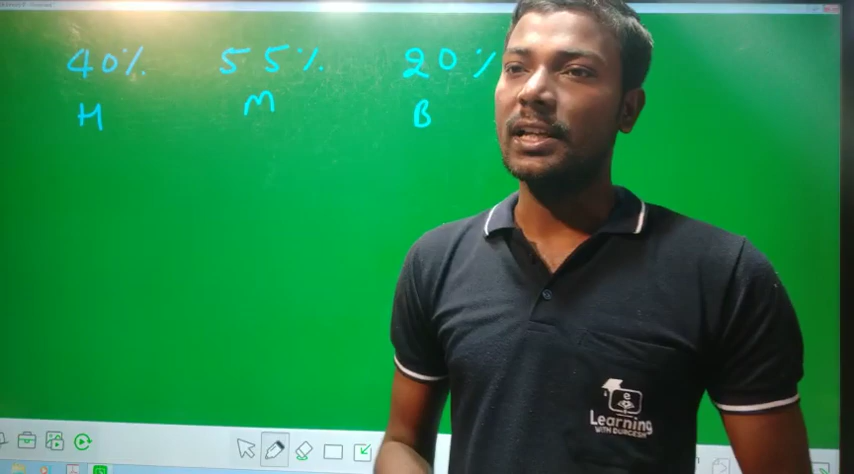 40% 55% 20%
H M B
e
Learning
WITH DURGESH